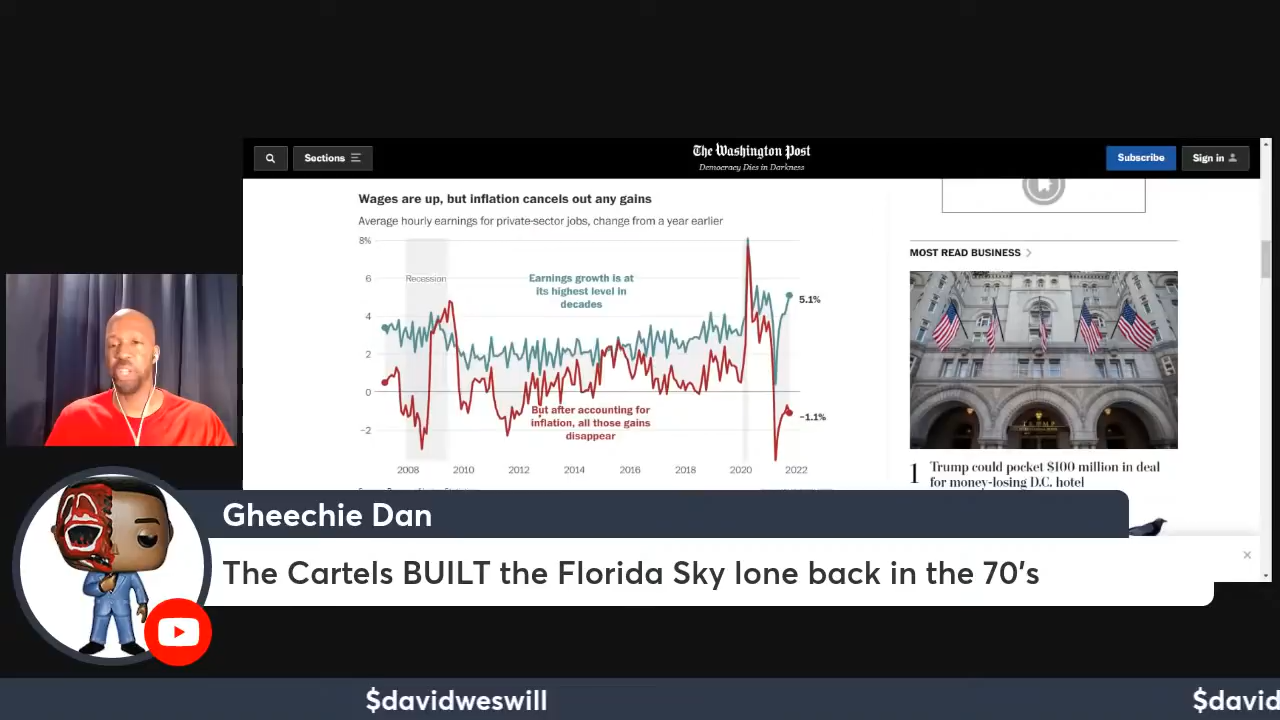 Sections
The Washington Post
Democracy Dies in Darkness
Subscribe
Sign in
Wages are up, but inflation cancels out any gains
Average hourly earnings for private-sector jobs, change from a year earlier
8%
6
4
2
0
-2
Recession
Earnings growth is at
its highest level in
decades
5.1%
But after accounting for
inflation, all those gains
disappear
-1.1%
2008 2010 2012 2014 2016 2018 2020 2022
MOST READ BUSINESS
TRUMP
1 Trump could pocket $100 million in deal
for money-losing D.C. hotel
Gheechie Dan
The Cartels BUILT the Florida Sky lone back in the 70's
$davidweswill
$david